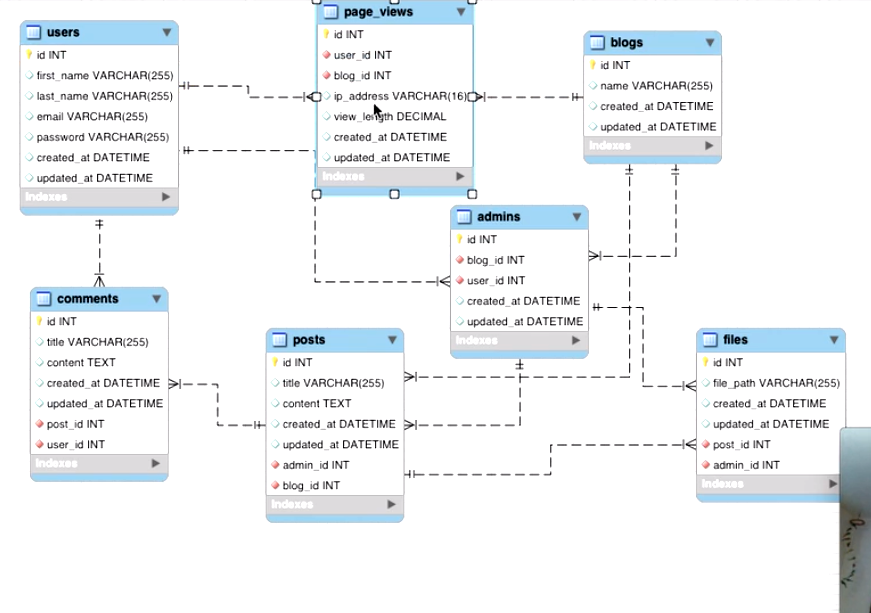 users
id INT
first_name VARCHAR(255)
last_name VARCHAR(255)
email VARCHAR(255)
password VARCHAR(255)
created_at DATETIME
updated_at DATETIME
Indexes
page_views
id INT
user_id INT
blog_id INT
ip_address VARCHAR(16)
view_length DECIMAL
created_at DATETIME
updated_at DATETIME
Indexes
blogs
id INT
name VARCHAR(255)
created_at DATETIME
updated_at DATETIME
Indexes
admins
id INT
blog_id INT
user_id INT
created_at DATETIME
updated_at DATETIME
Indexes
comments
id INT
title VARCHAR(255)
content TEXT
created_at DATETIME
updated_at DATETIME
post_id INT
user_id INT
Indexes
posts
id INT
title VARCHAR(255)
content TEXT
created_at DATETIME
updated_at DATETIME
admin_id INT
blog_id INT
Indexes
files
id INT
file_path VARCHAR(255)
created_at DATETIME
updated_at DATETIME
post_id INT
admin_id INT
Indexes